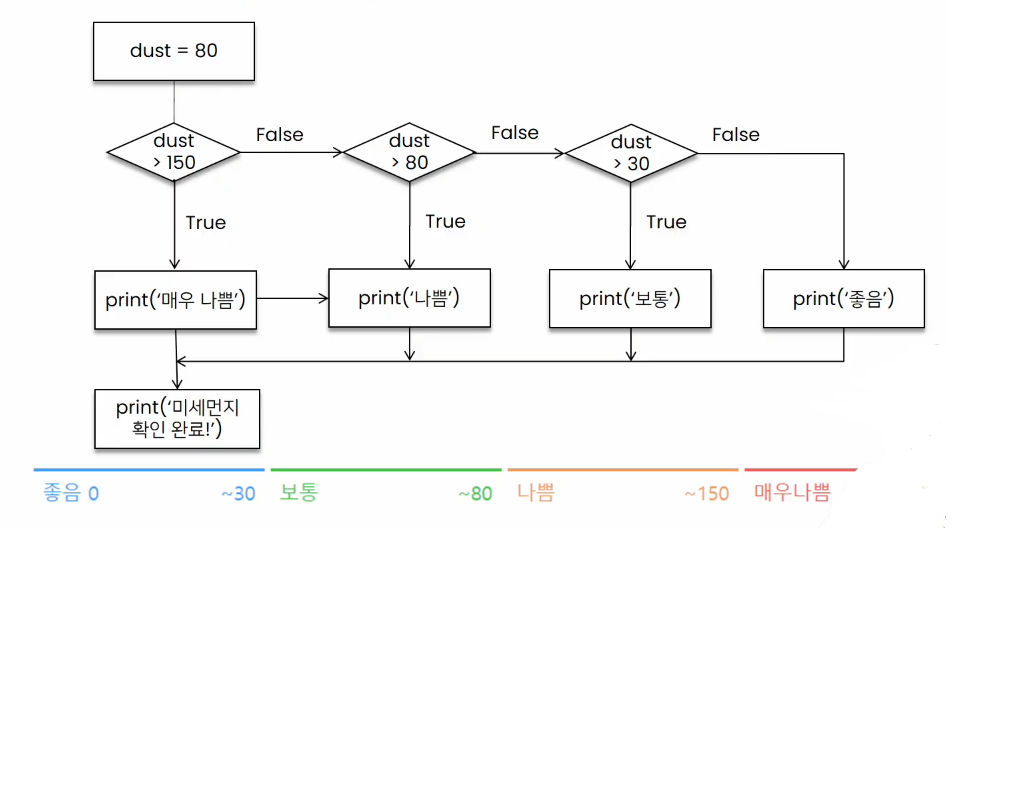 dust = 80
dust
> 150
False
dust
> 80
False
dust
> 30
False
True
True
True
print(‘매우 나쁨’)
print(‘나쁨’)
print(‘보통’)
print(‘좋음’)
print(‘미세먼지
확인 완료!’)
좋음 0 ~30
보통 ~80
나쁨 ~150
매우나쁨